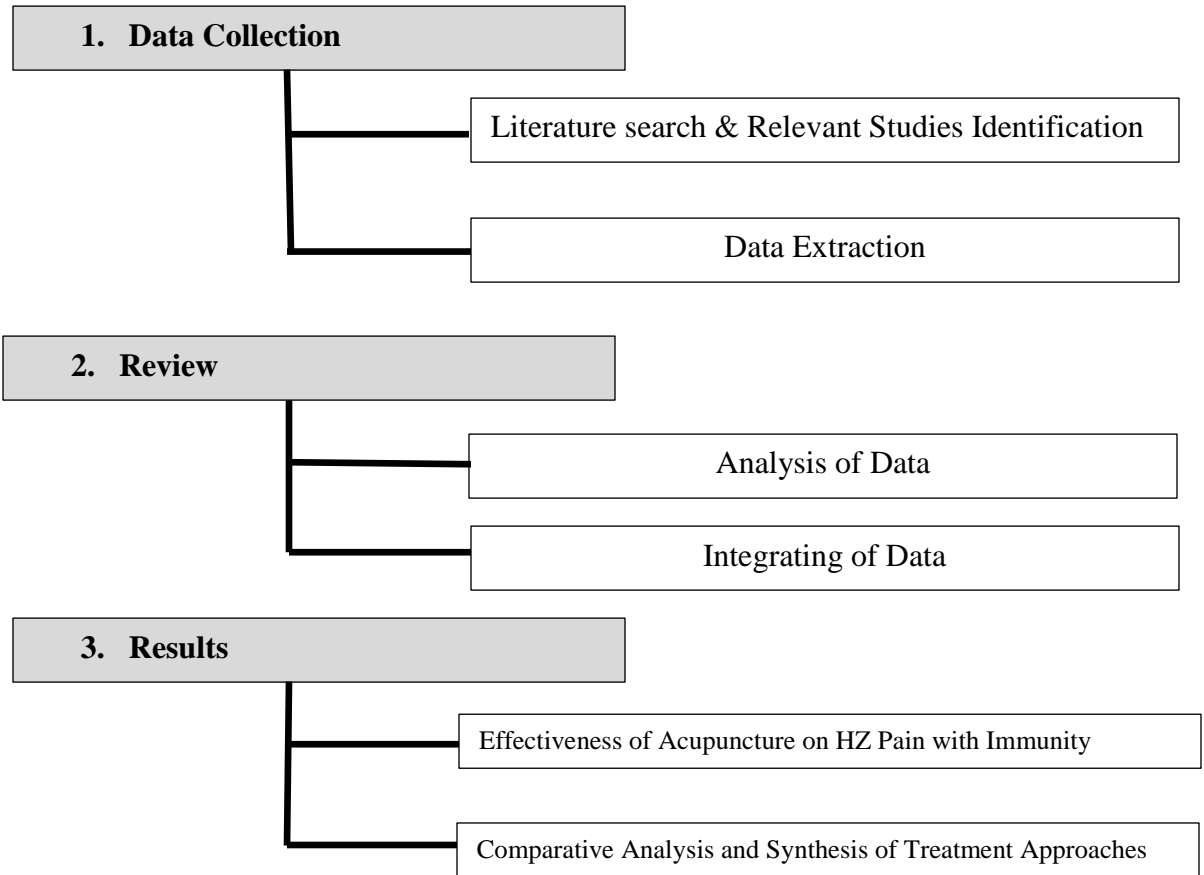 1. Data Collection
Literature search & Relevant Studies Identification
Data Extraction
2. Review
Analysis of Data
Integrating of Data
3. Results
Effectiveness of Acupuncture on HZ Pain with Immunity
Comparative Analysis and Synthesis of Treatment Approaches